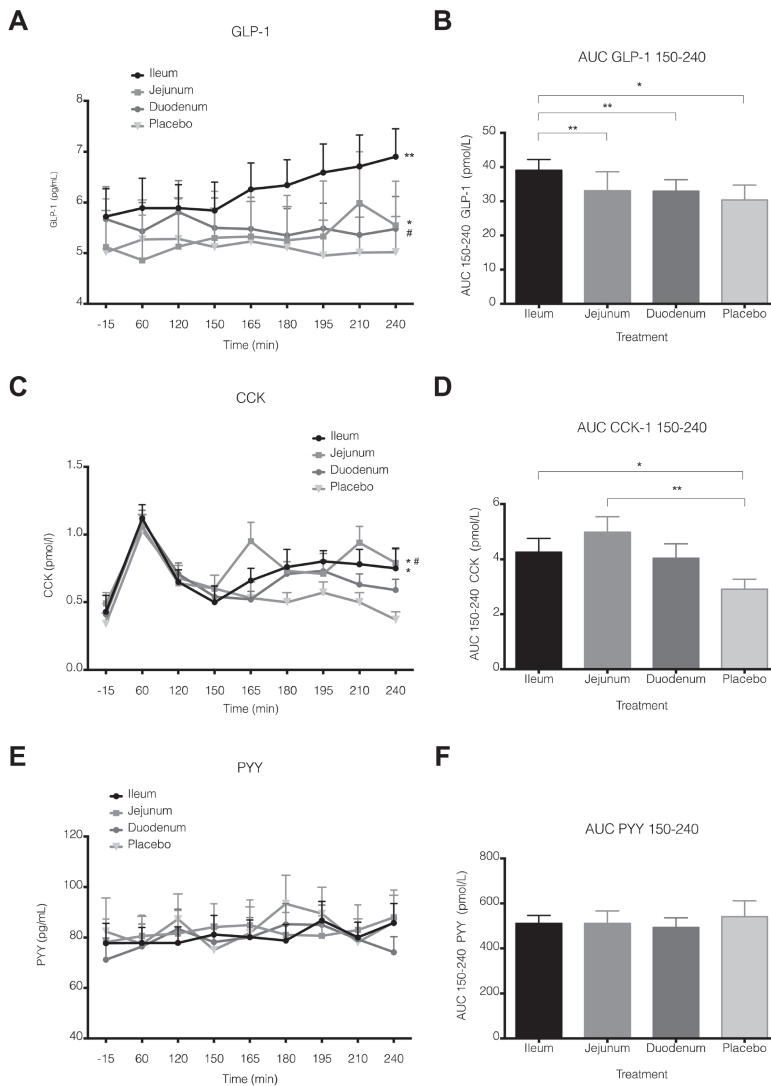 A
GLP-1
Ileum
Jejunum
Duodenum
Placebo
GLP-1 (pg/mL)
8
7
6
5
4
**
*
#
-15 60 120 150 165 180 195 210 240
Time (min)
B
AUC GLP-1 150-240
*
**
**
AUC 150-240 GLP-1 (pmol/L)
50
40
30
20
10
0
Ileum Jejunum Duodenum Placebo
Treatment
C
CCK
Ileum
Jejunum
Duodenum
Placebo
CCK (pmol/l)
1.5
1.0
0.5
0.0
* #
*
-15 60 120 150 165 180 195 210 240
Time (min)
D
AUC CCK-1 150-240
*
**
AUC 150-240 CCK (pmol/L)
6
4
2
0
Ileum Jejunum Duodenum Placebo
Treatment
E
PYY
Ileum
Jejunum
Duodenum
Placebo
PYY (pg/mL)
120
100
80
60
40
-15 60 120 150 165 180 195 210 240
Time (min)
F
AUC PYY 150-240
AUC 150-240 PYY (pmol/L)
800
600
400
200
0
Ileum Jejunum Duodenum Placebo
Treatment